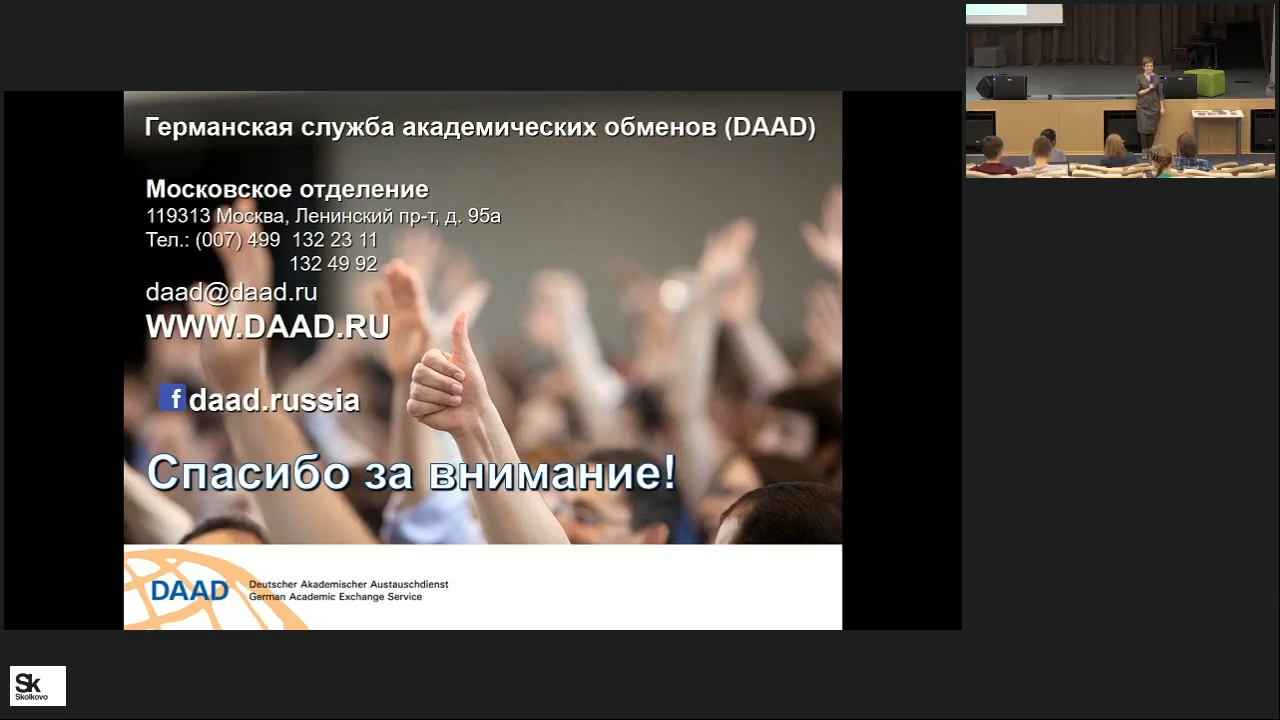 Германская служба академических обменов (DAAD)
Московское отделение
119313 Москва, Ленинский пр-т, д. 95а
Тел.: (007) 499 132 23 11
132 49 92
daad@daad.ru
WWW.DAAD.RU
f daad.russia
Спасибо за внимание!
DAAD
Deutscher Akademischer Austauschdienst
German Academic Exchange Service
Sk
Skolkovo